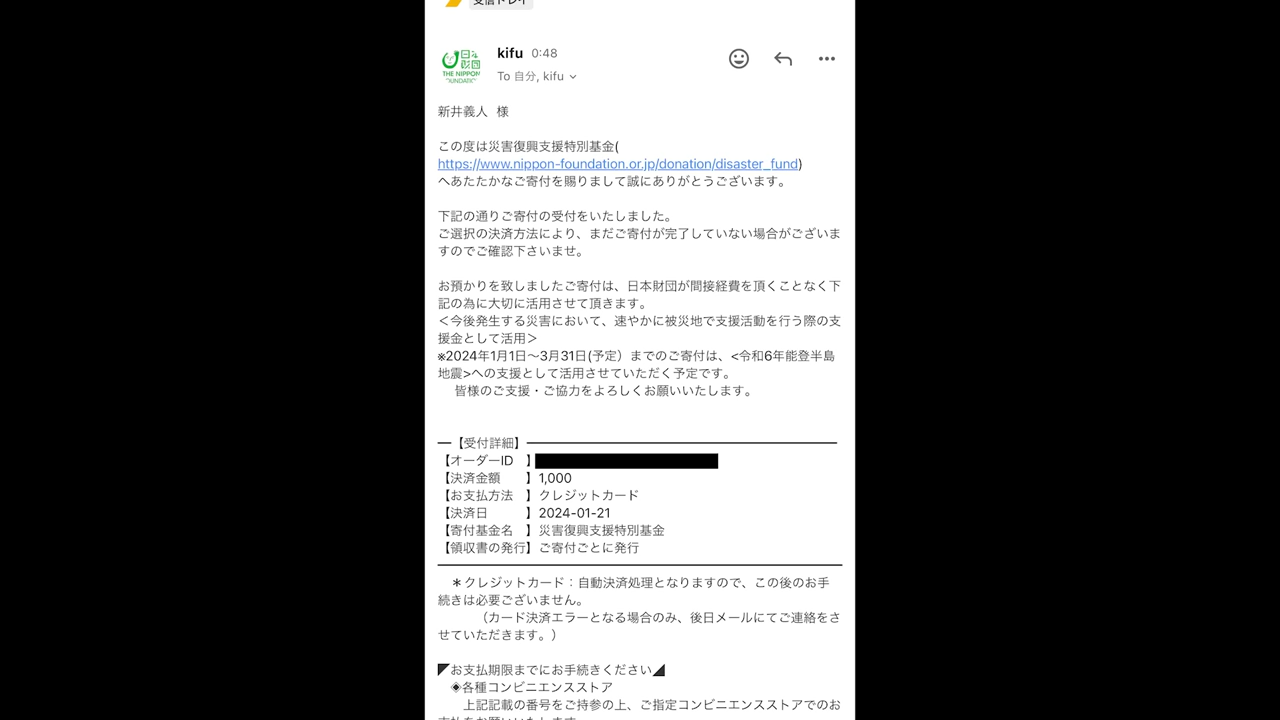 受信トレイ
kifu 0:48
To 自分, kifu
日本財団
THE NIPPON
FOUNDATION
新井義人 様
この度は災害復興支援特別基金(
https://www.nippon-foundation.or.jp/donation/disaster_fund)
へあたたかなご寄付を賜りまして誠にありがとうございます。
下記の通りご寄付の受付をいたしました。
ご選択の決済方法により、まだご寄付が完了していない場合がございま
すのでご確認下さいませ。
お預かりを致しましたご寄付は、日本財団が間接経費を頂くことなく下
記の為に大切に活用させて頂きます。
＜今後発生する災害において、速やかに被災地で支援活動を行う際の支
援金として活用＞
※2024年1月1日～3月31日(予定）までのご寄付は、<令和6年能登半島
地震>への支援として活用させていただく予定です。
皆様のご支援・ご協力をよろしくお願いいたします。
━【受付詳細】━━━━━━━━━━━━━━━━━━
【オーダーID 】
【決済金額 】1,000
【お支払方法 】クレジットカード
【決済日 】2024-01-21
【寄付基金名 】災害復興支援特別基金
【領収書の発行】ご寄付ごとに発行
＊クレジットカード：自動決済処理となりますので、この後のお手
続きは必要ございません。
（カード決済エラーとなる場合のみ、後日メールにてご連絡をさ
せていただきます。）
◤お支払期限までにお手続きください◢
◈各種コンビニエンスストア
上記記載の番号をご持参の上、ご指定コンビニエンスストアでのお
支払をお願いいたします。